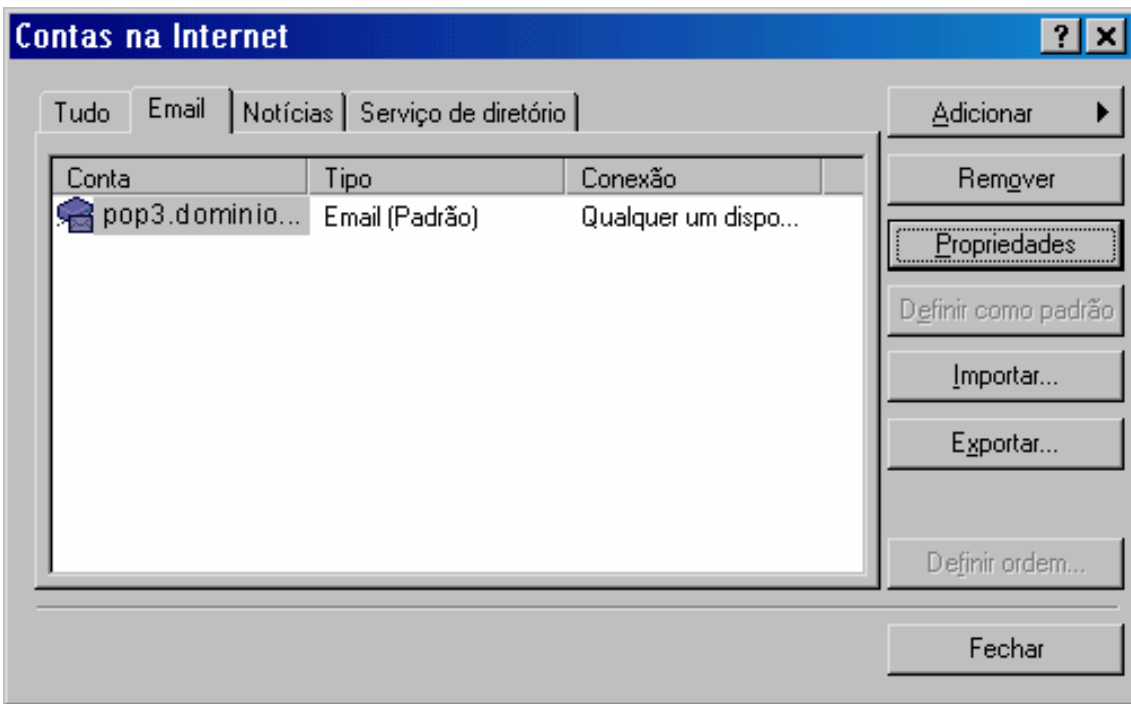 Contas na Internet
Tudo Email Notícias Serviço de diretório
Conta Tipo Conexão
pop3.dominio... Email (Padrão) Qualquer um dispo...
Adicionar
Remover
Propriedades
Definir como padrão
Importar...
Exportar...
Definir ordem...
Fechar